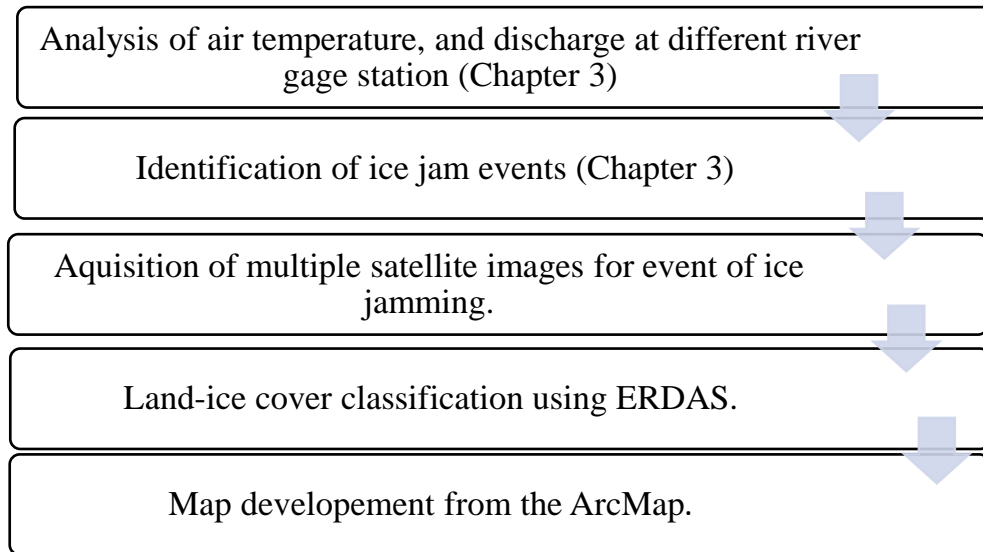 Analysis of air temperature, and discharge at different river
gage station (Chapter 3)
Identification of ice jam events (Chapter 3)
Aquisition of multiple satellite images for event of ice
jamming.
Land-ice cover classification using ERDAS.
Map developement from the ArcMap.